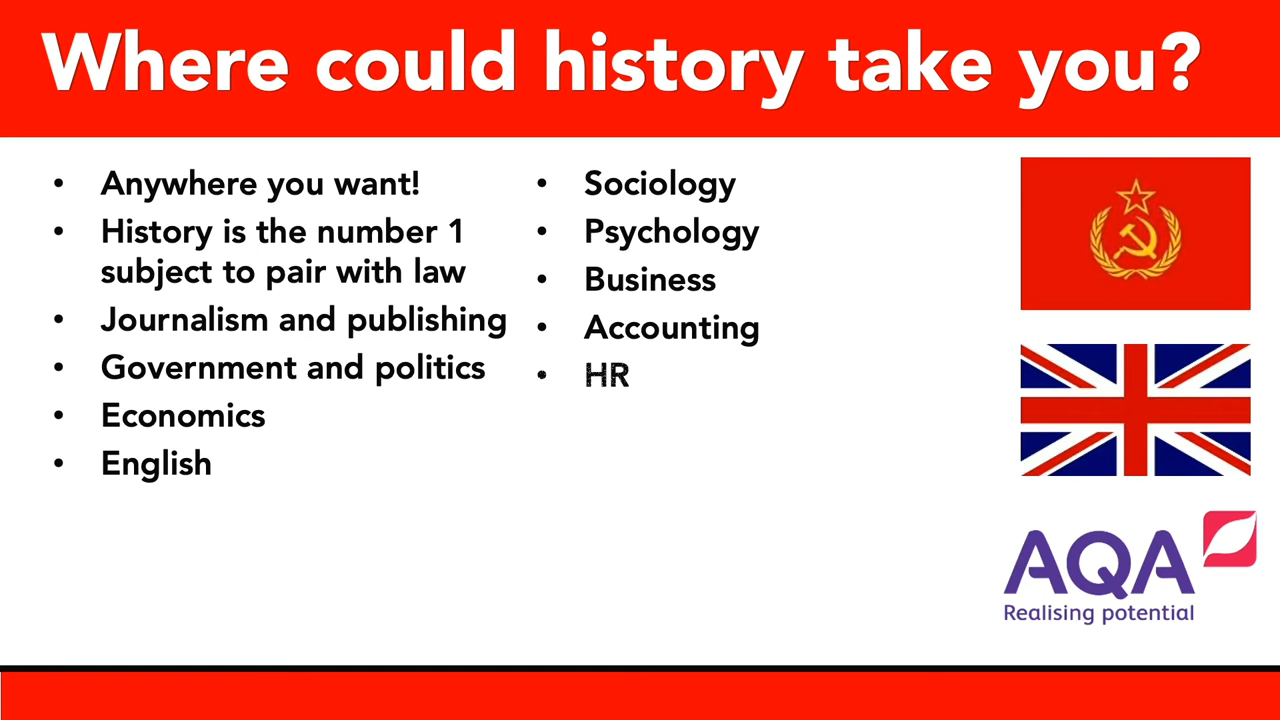 Where could history take you?
• Anywhere you want!
• History is the number 1
subject to pair with law
• Journalism and publishing
• Government and politics
• Economics
• English
• Sociology
• Psychology
• Business
• Accounting
• HR
AQA
Realising potential